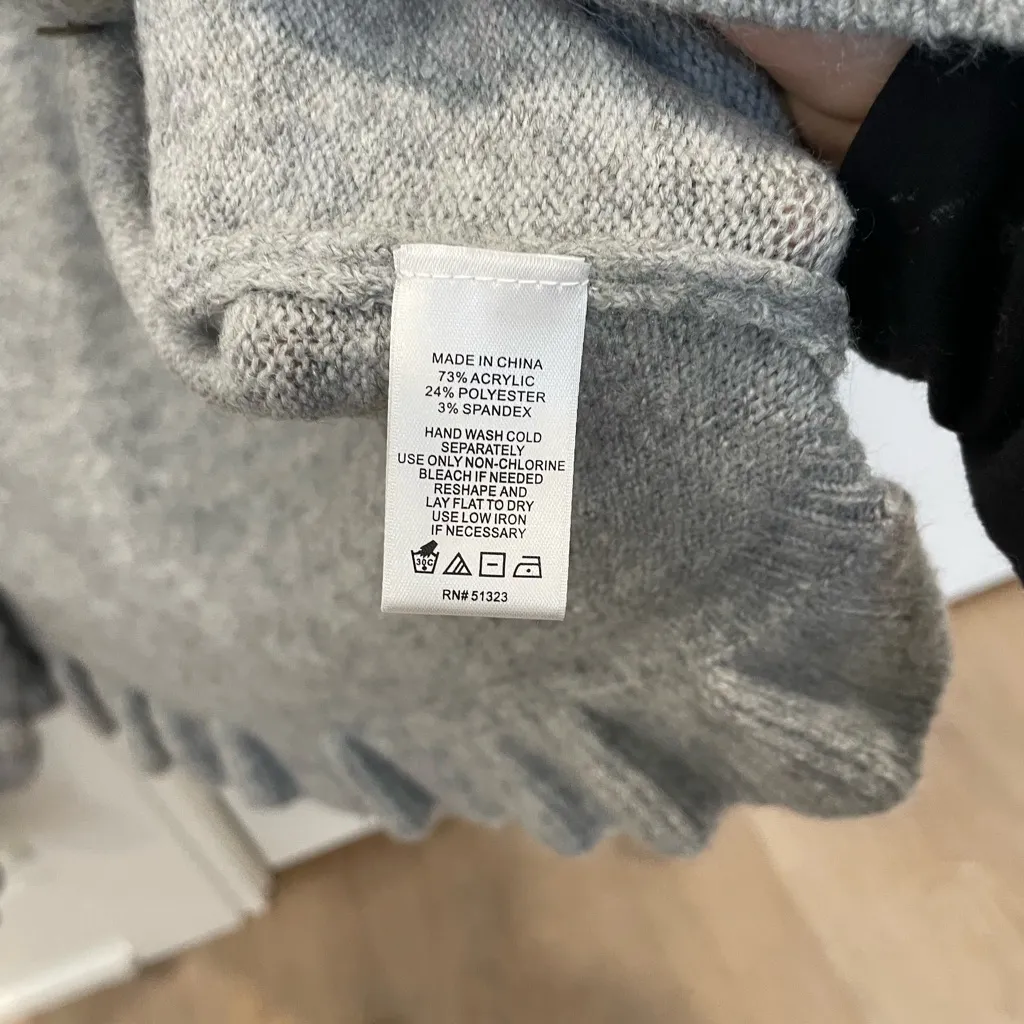 MADE IN CHINA
73% ACRYLIC
24% POLYESTER
3% SPANDEX
HAND WASH COLD
SEPARATELY
USE ONLY NON-CHLORINE
BLEACH IF NEEDED
RESHAPE AND
LAY FLAT TO DRY
USE LOW IRON
IF NECESSARY
30C
RN# 51323